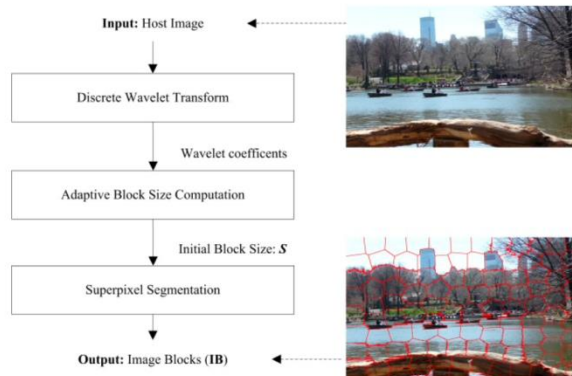 Input: Host Image
Discrete Wavelet Transform
Wavelet coefficents
Adaptive Block Size Computation
Initial Block Size: S
Superpixel Segmentation
Output: Image Blocks (IB)